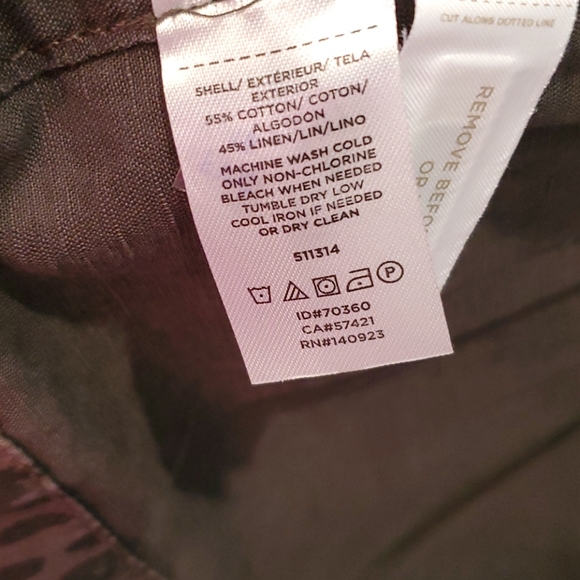 SHELL/ EXTÉRIEUR/ TELA
EXTERIOR
55% COTTON/ COTON/
ALGODÓN
45% LINEN/LIN/LINO
MACHINE WASH COLD
ONLY NON-CHLORINE
BLEACH WHEN NEEDED
TUMBLE DRY LOW
COOL IRON IF NEEDED
OR DRY CLEAN
511314
P
ID#70360
CA#57421
RN#140923
CUT ALONG DOTTED LINE
REMOVE BEFO
OR